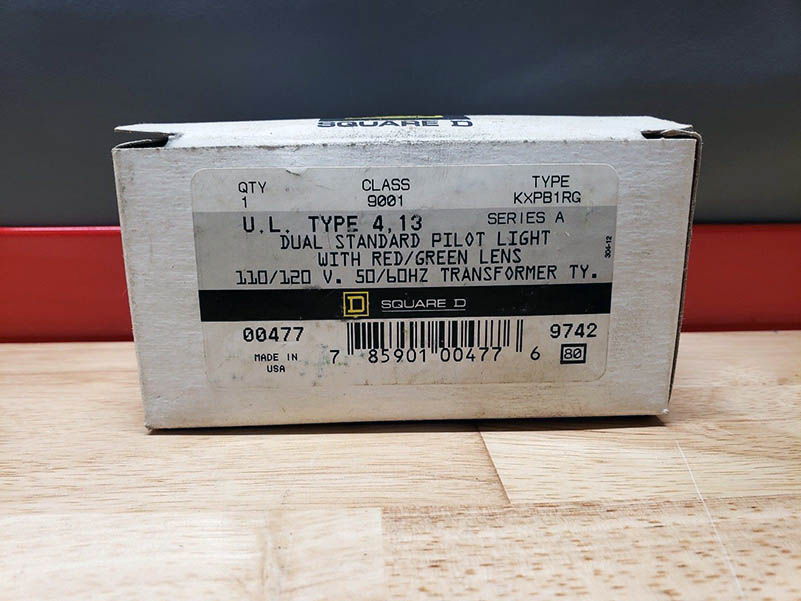 SQUARE D
QTY CLASS TYPE
1 9001 KXPB1RG
U.L. TYPE 4,13 SERIES A
DUAL STANDARD PILOT LIGHT
WITH RED/GREEN LENS
110/120 V. 50/60HZ TRANSFORMER TY.
304-12
D SQUARE D
00477 9742
MADE IN
USA
7 85901 00477 6 80